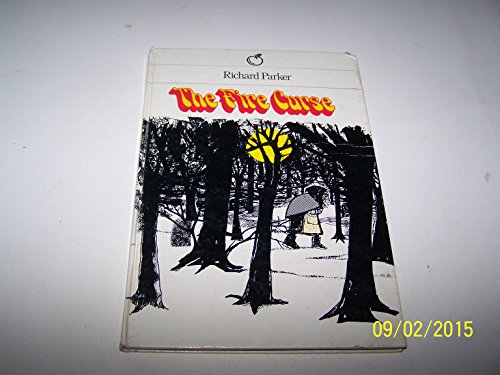 Richard Parker
The Fire Curse
09/02/2015